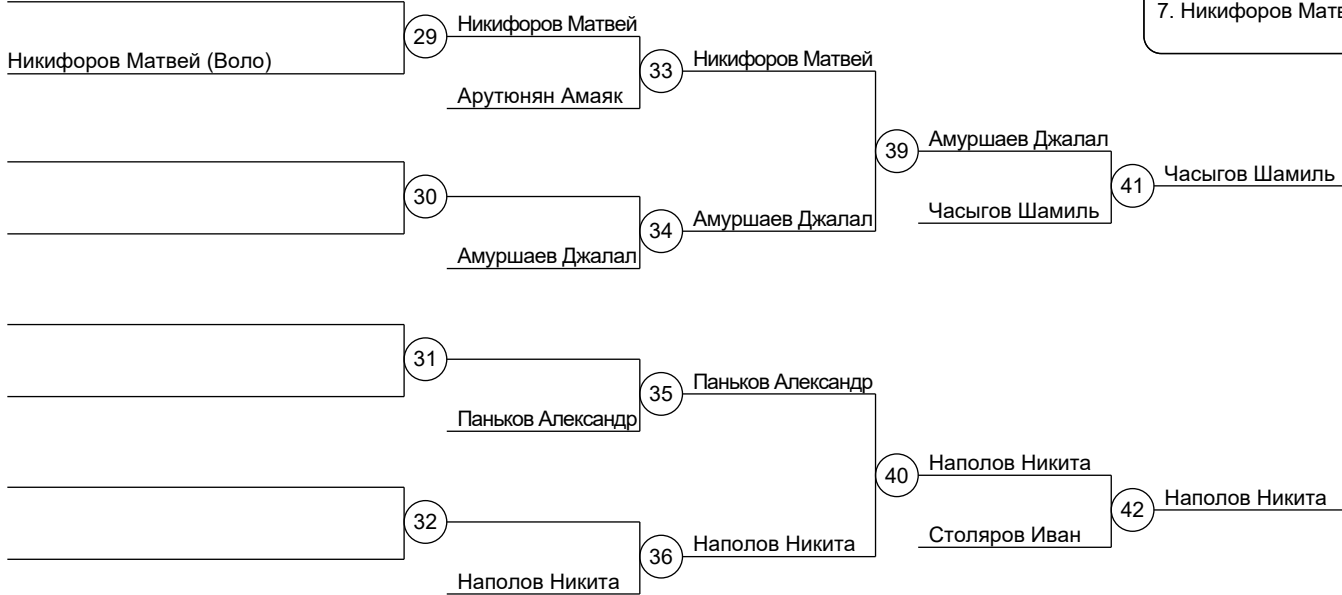 7. Никифоров Матв
29
Никифоров Матвей
Никифоров Матвей (Воло)
33
Никифоров Матвей
Арутюнян Амаяк
39
Амуршаев Джалал
41
Часыгов Шамиль
30
Часыгов Шамиль
34
Амуршаев Джалал
Амуршаев Джалал
31
35
Паньков Александр
Паньков Александр
40
Наполов Никита
42
Наполов Никита
32
Столяров Иван
36
Наполов Никита
Наполов Никита